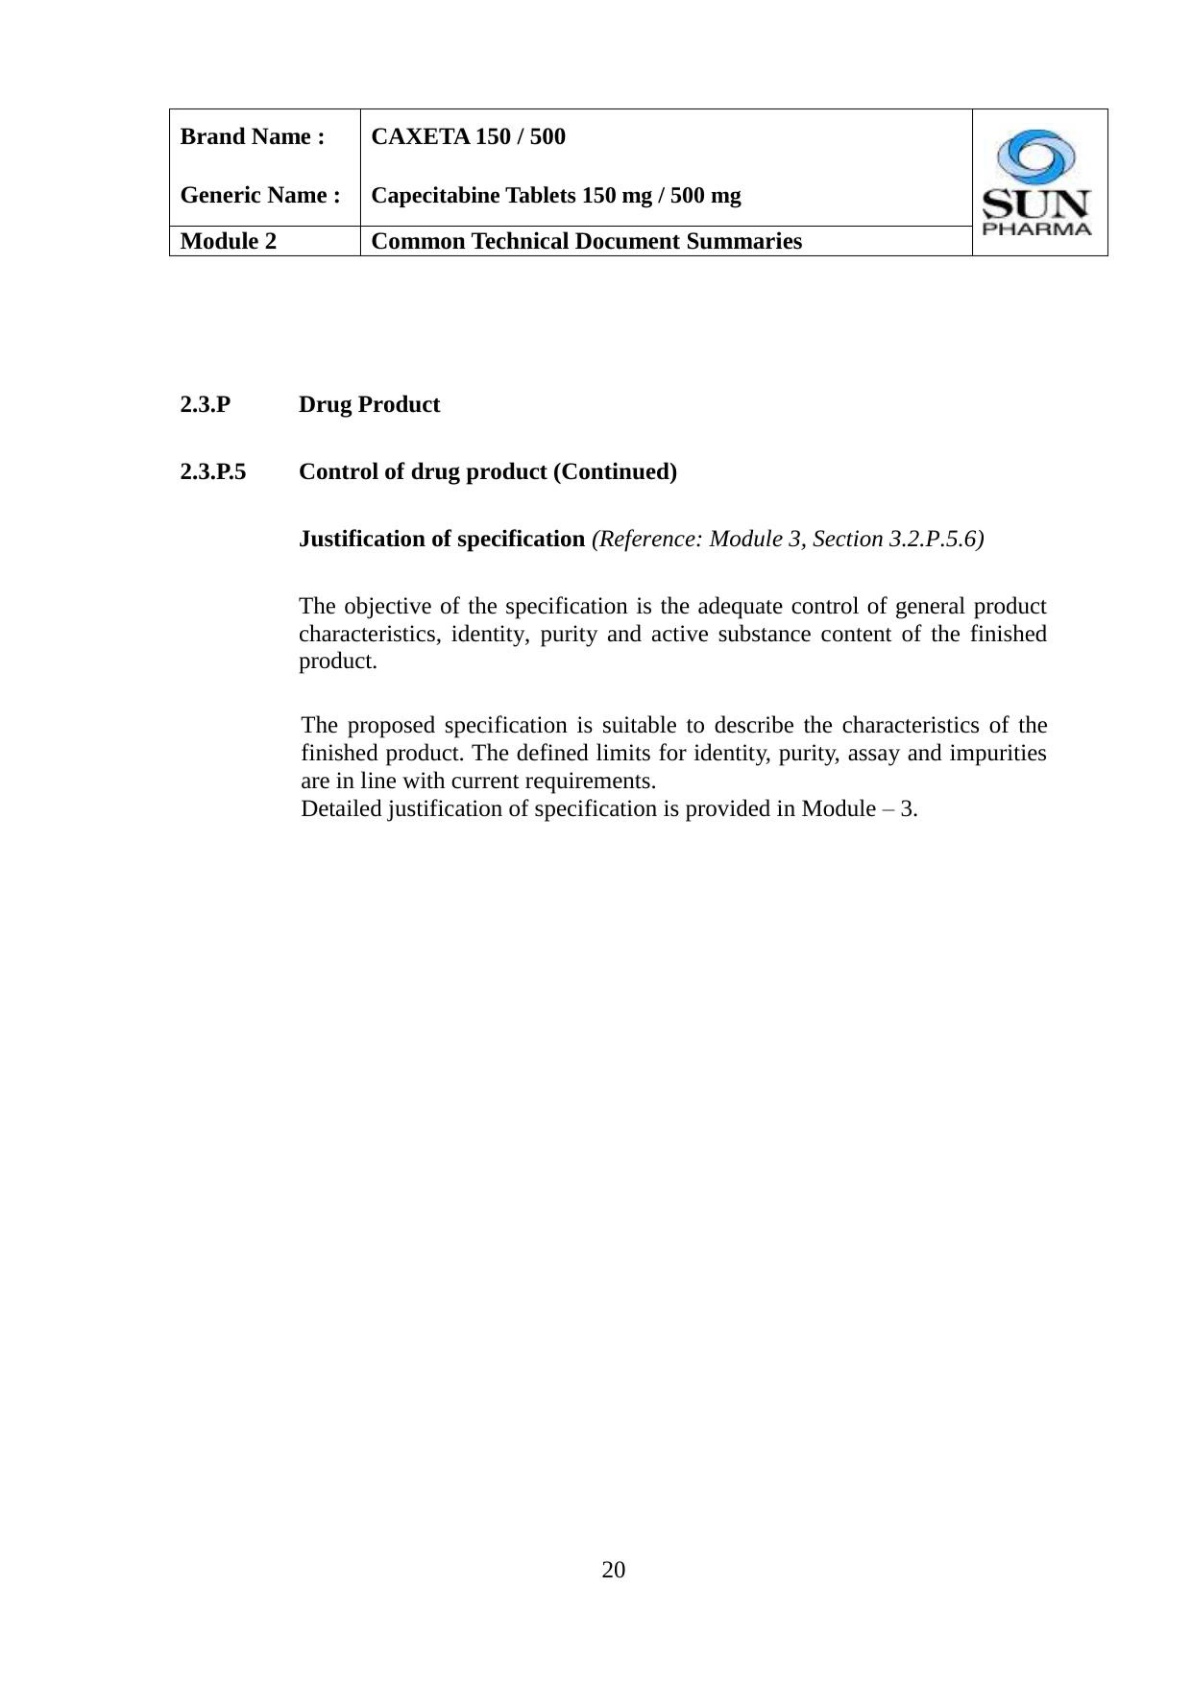 Brand Name : CAXETA 150 / 500
Generic Name : Capecitabine Tablets 150 mg / 500 mg
Module 2 Common Technical Document Summaries
SUN
PHARMA
2.3.P Drug Product
2.3.P.5 Control of drug product (Continued)
Justification of specification (Reference: Module 3, Section 3.2.P.5.6)
The objective of the specification is the adequate control of general product
characteristics, identity, purity and active substance content of the finished
product.
The proposed specification is suitable to describe the characteristics of the
finished product. The defined limits for identity, purity, assay and impurities
are in line with current requirements.
Detailed justification of specification is provided in Module – 3.
20